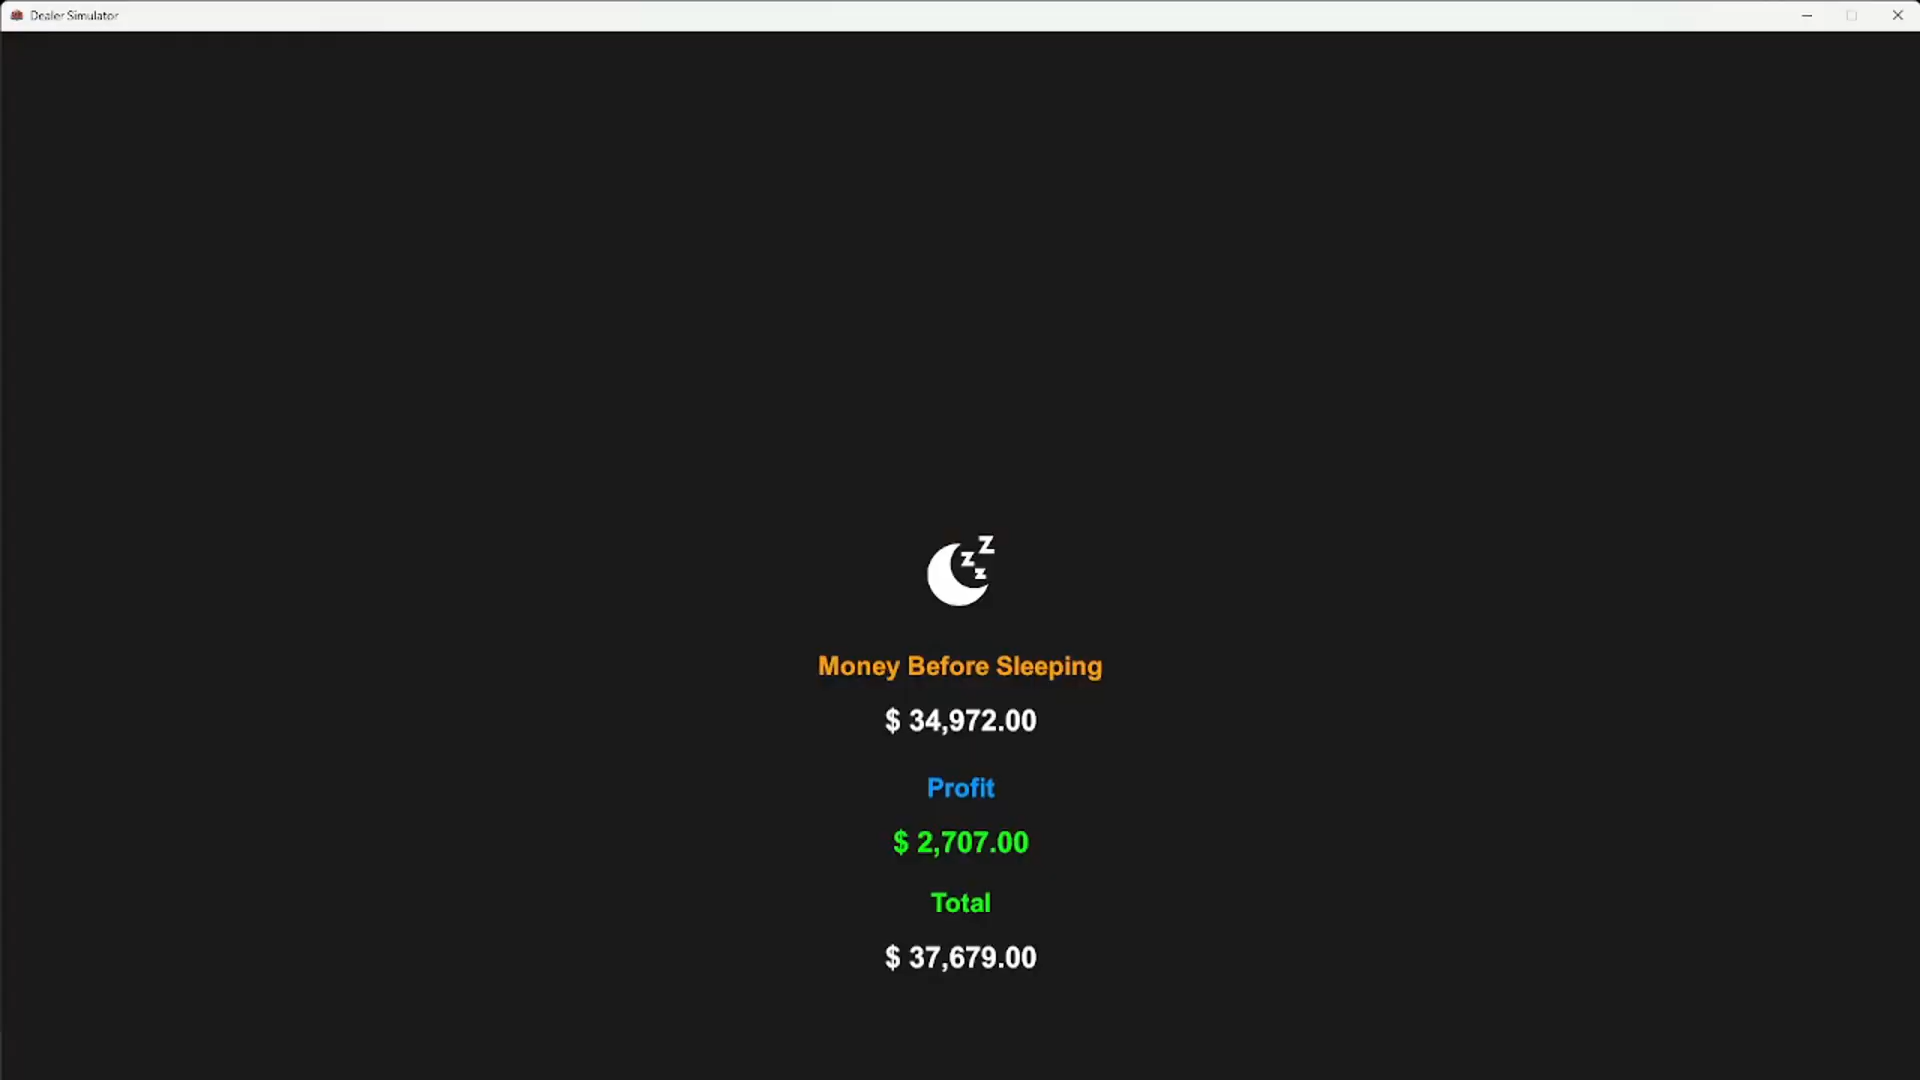 Dealer Simulator
z z z
Money Before Sleeping
$ 34,972.00
Profit
$ 2,707.00
Total
$ 37,679.00